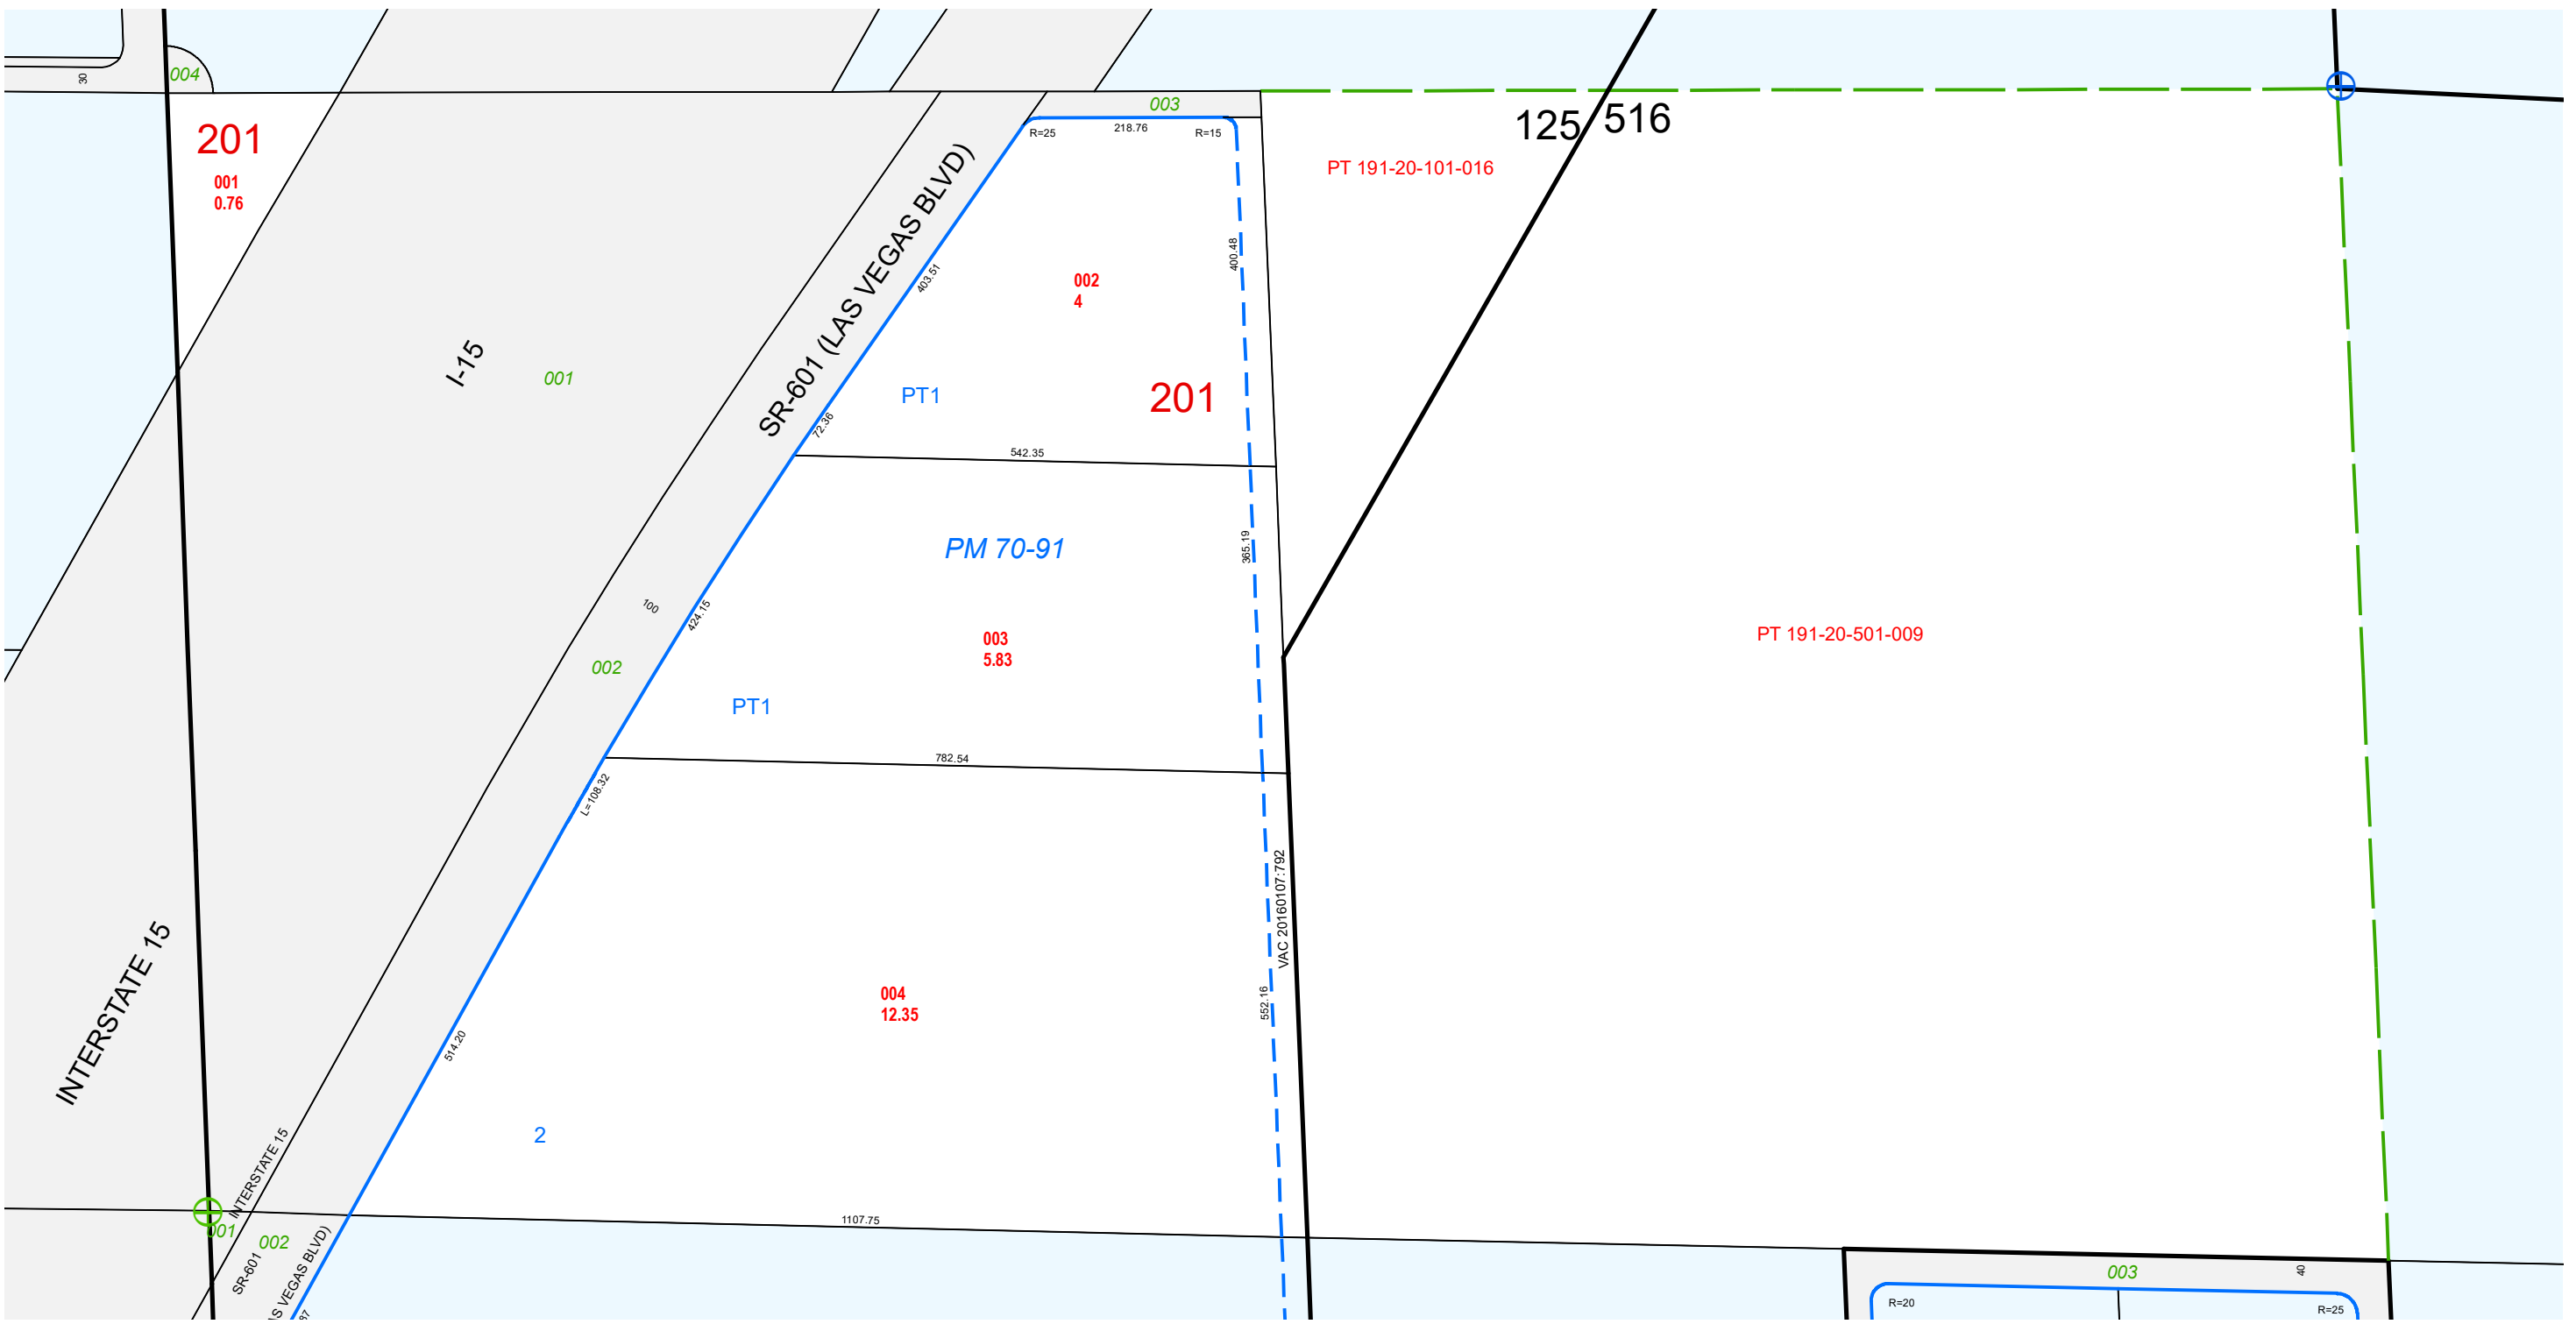 30
004
201
001
0.76
003
R=25
218.76
R=15
125
516
PT 191-20-101-016
SR-601 (LAS VEGAS BLVD)
403.51
400.48
002
4
I-15
001
PT1
201
72.36
542.35
PM 70-91
365.19
100
424.15
002
003
5.83
PT 191-20-501-009
PT1
782.54
L=108.32
VAC 20160107:792
INTERSTATE 15
004
12.35
552.16
514.20
2
INTERSTATE 15
001
002
1107.75
SR-601
AS VEGAS BLVD)
87
003
40
R=20
R=25